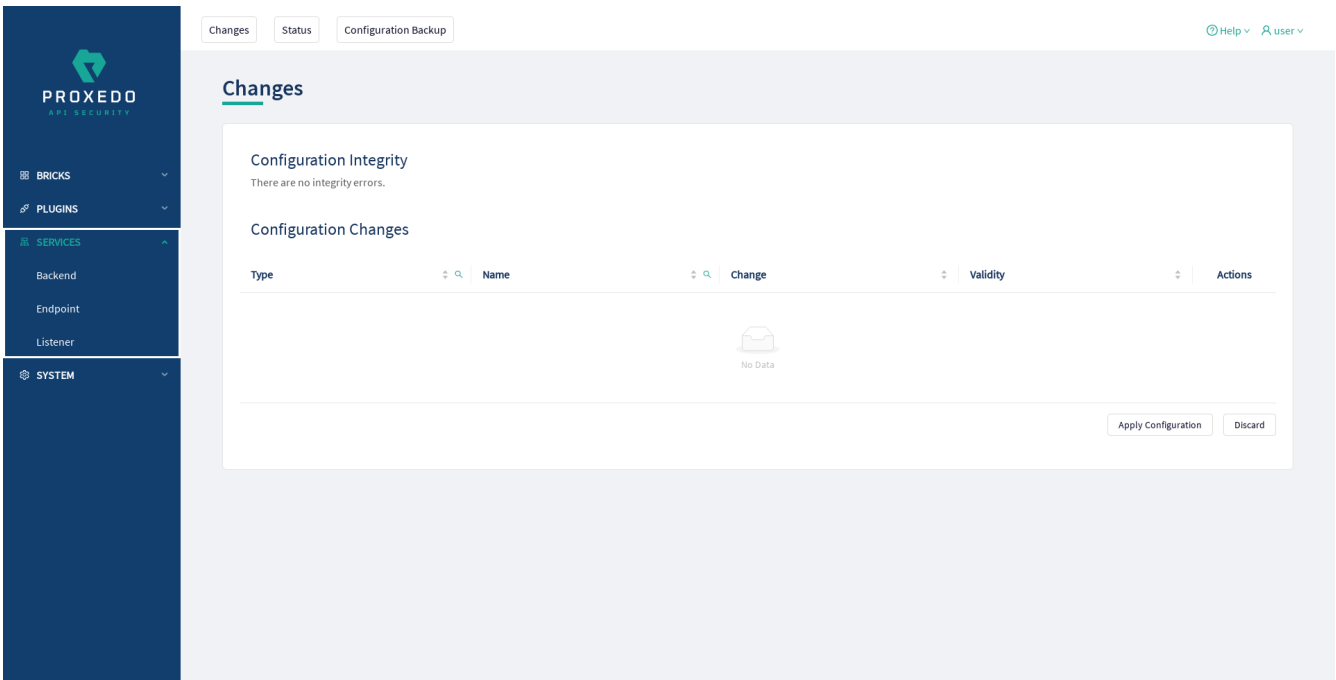 Changes Status Configuration Backup Help user
PROXEDO
API SECURITY
BRICKS
PLUGINS
SERVICES
Backend
Endpoint
Listener
SYSTEM
Changes
Configuration Integrity
There are no integrity errors.
Configuration Changes
Type Name Change Validity Actions
No Data
Apply Configuration Discard